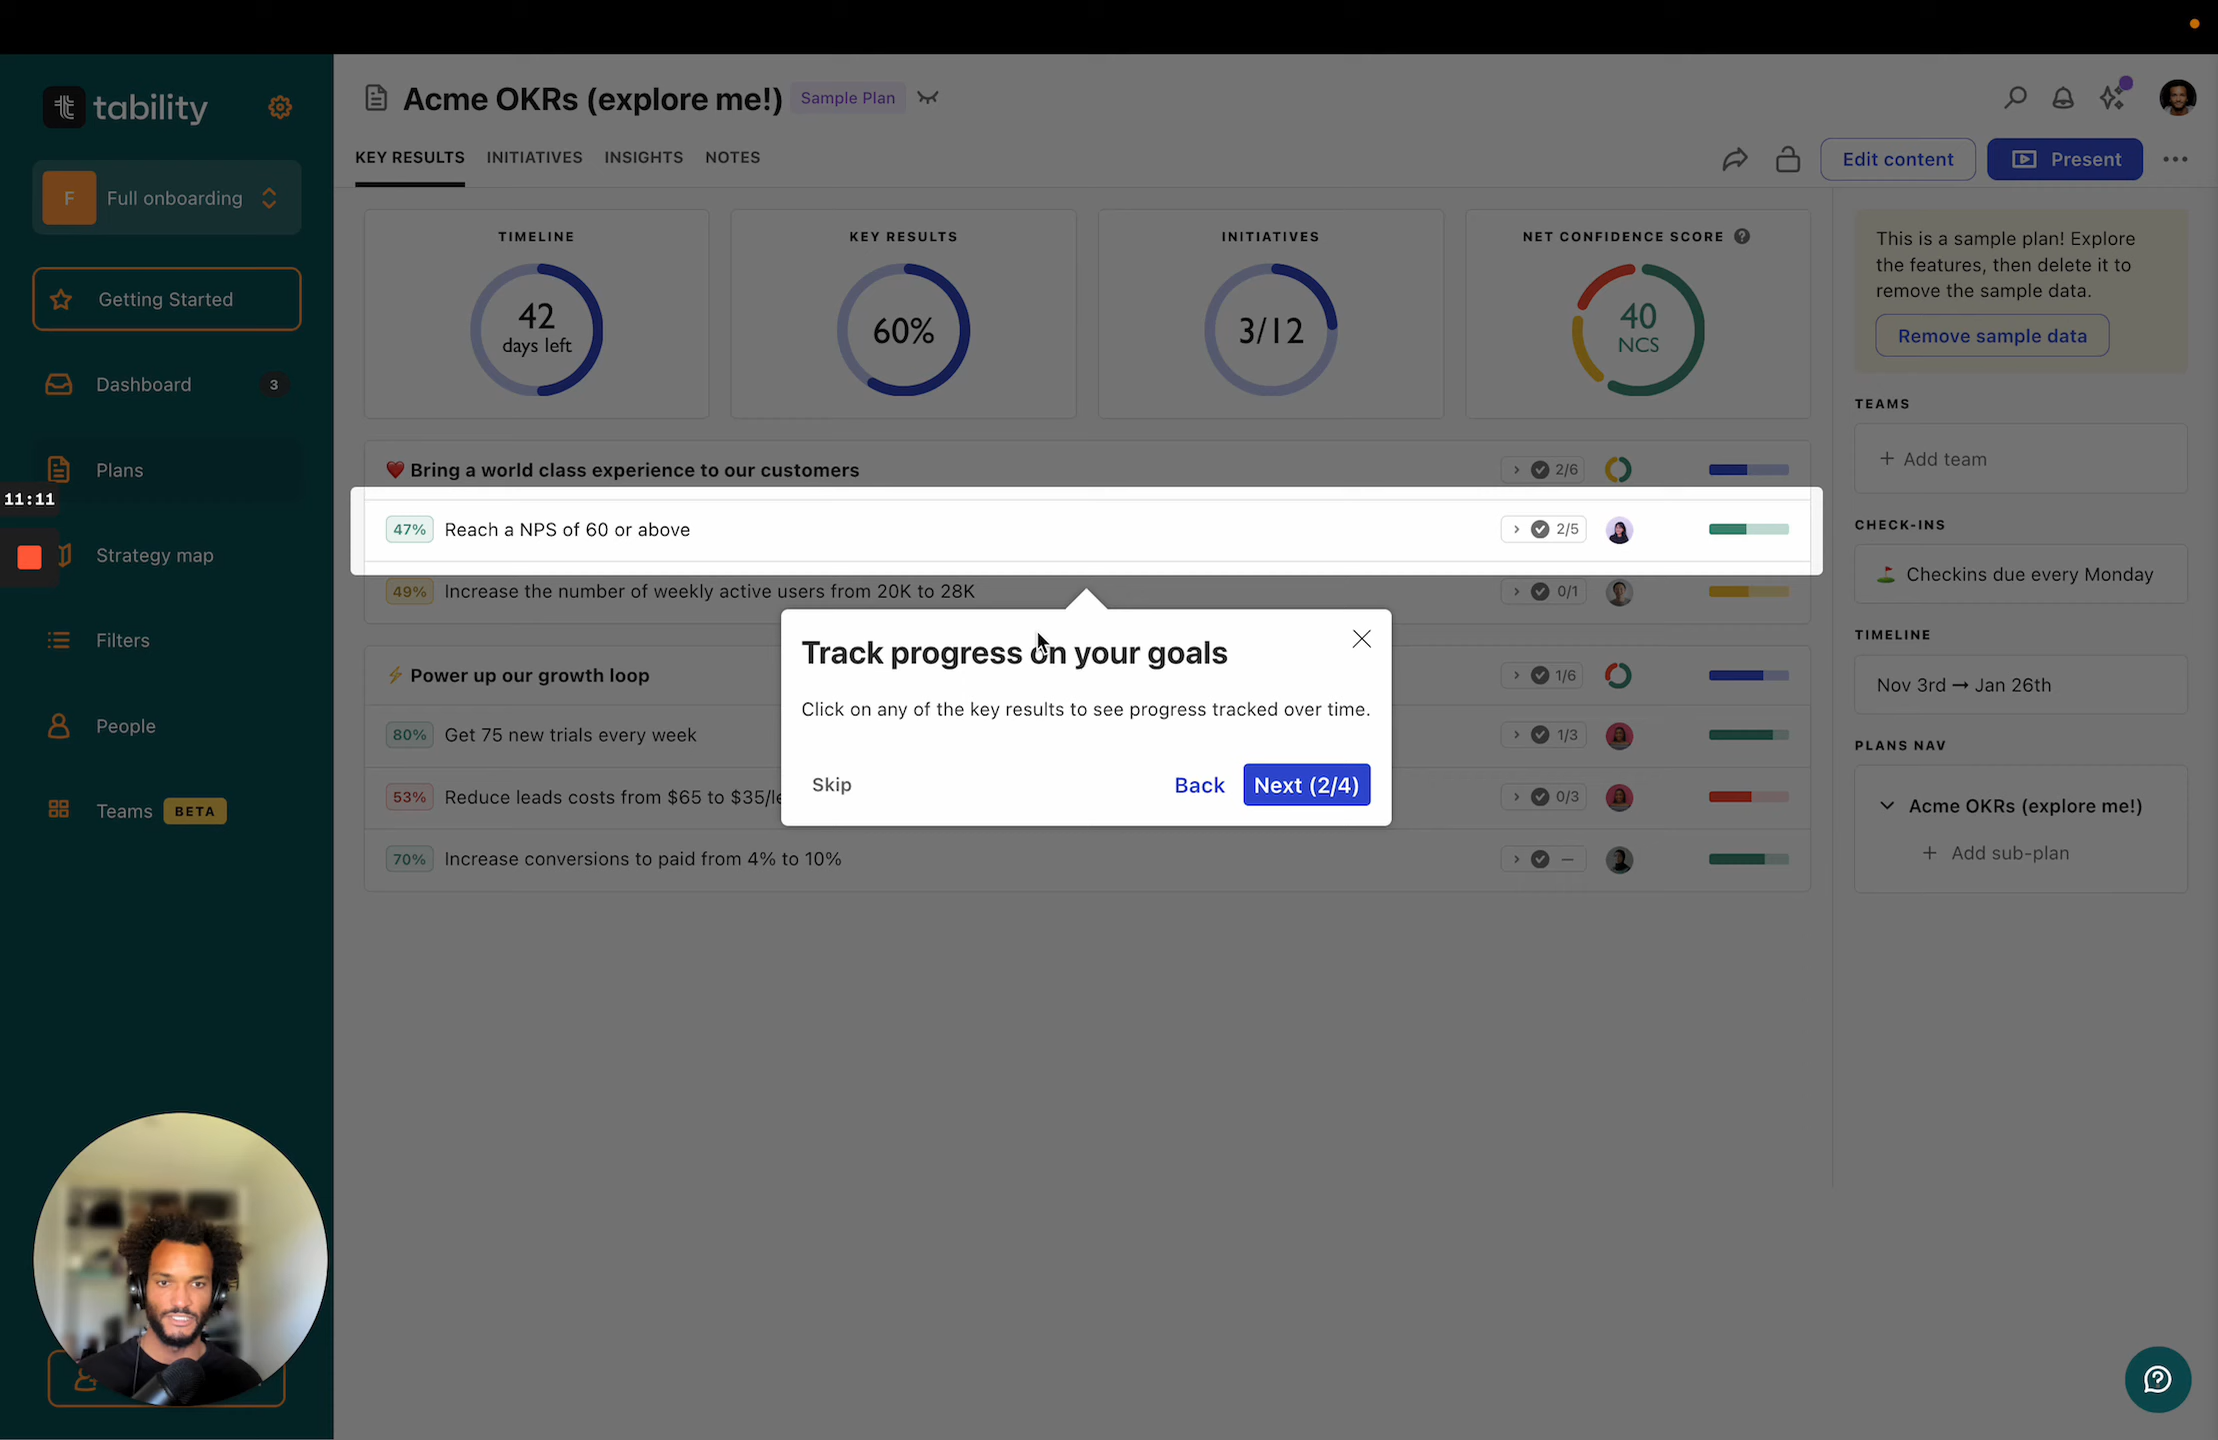 tability
Full onboarding
F
Getting Started
Dashboard
3
Plans
11:11
Strategy map
Filters
People
Teams
BETA
Acme OKRs (explore me!)
Sample Plan
KEY RESULTS
INITIATIVES
INSIGHTS
NOTES
Edit content
Present
TIMELINE
42
days left
KEY RESULTS
60%
INITIATIVES
3/12
NET CONFIDENCE SCORE
?
40
NCS
❤️ Bring a world class experience to our customers
2/6
47%
Reach a NPS of 60 or above
2/5
49%
Increase the number of weekly active users from 20K to 28K
0/1
⚡ Power up our growth loop
1/6
80%
Get 75 new trials every week
1/3
53%
Reduce leads costs from $65 to $35/le
0/3
70%
Increase conversions to paid from 4% to 10%
–
Track progress on your goals
Click on any of the key results to see progress tracked over time.
Skip
Back
Next (2/4)
This is a sample plan! Explore
the features, then delete it to
remove the sample data.
Remove sample data
TEAMS
+ Add team
CHECK-INS
Checkins due every Monday
TIMELINE
Nov 3rd → Jan 26th
PLANS NAV
Acme OKRs (explore me!)
+ Add sub-plan